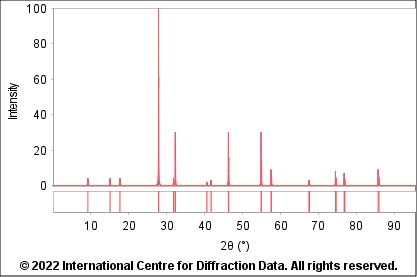 100
80
60
40
20
0
Intensity
10 20 30 40 50 60 70 80 90
2θ (°)
© 2022 International Centre for Diffraction Data. All rights reserved.